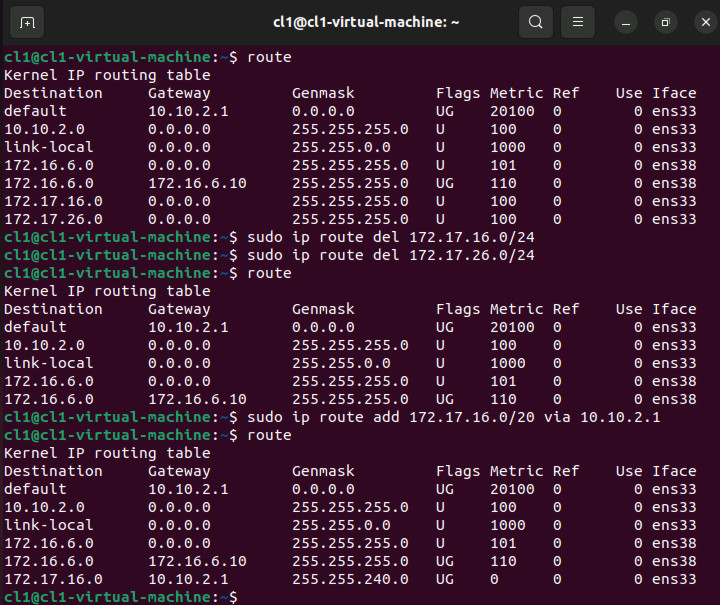 cl1@cl1-virtual-machine: ~
cl1@cl1-virtual-machine:~$ route
Kernel IP routing table
Destination     Gateway         Genmask         Flags Metric Ref    Use Iface
default         10.10.2.1       0.0.0.0         UG    20100  0        0 ens33
10.10.2.0       0.0.0.0         255.255.255.0   U     100    0        0 ens33
link-local      0.0.0.0         255.255.0.0     U     1000   0        0 ens33
172.16.6.0      0.0.0.0         255.255.255.0   U     101    0        0 ens38
172.16.6.0      172.16.6.10     255.255.255.0   UG    110    0        0 ens38
172.17.16.0     0.0.0.0         255.255.255.0   U     100    0        0 ens33
172.17.26.0     0.0.0.0         255.255.255.0   U     100    0        0 ens33
cl1@cl1-virtual-machine:~$ sudo ip route del 172.17.16.0/24
cl1@cl1-virtual-machine:~$ sudo ip route del 172.17.26.0/24
cl1@cl1-virtual-machine:~$ route
Kernel IP routing table
Destination     Gateway         Genmask         Flags Metric Ref    Use Iface
default         10.10.2.1       0.0.0.0         UG    20100  0        0 ens33
10.10.2.0       0.0.0.0         255.255.255.0   U     100    0        0 ens33
link-local      0.0.0.0         255.255.0.0     U     1000   0        0 ens33
172.16.6.0      0.0.0.0         255.255.255.0   U     101    0        0 ens38
172.16.6.0      172.16.6.10     255.255.255.0   UG    110    0        0 ens38
cl1@cl1-virtual-machine:~$ sudo ip route add 172.17.16.0/20 via 10.10.2.1
cl1@cl1-virtual-machine:~$ route
Kernel IP routing table
Destination     Gateway         Genmask         Flags Metric Ref    Use Iface
default         10.10.2.1       0.0.0.0         UG    20100  0        0 ens33
10.10.2.0       0.0.0.0         255.255.255.0   U     100    0        0 ens33
link-local      0.0.0.0         255.255.0.0     U     1000   0        0 ens33
172.16.6.0      0.0.0.0         255.255.255.0   U     101    0        0 ens38
172.16.6.0      172.16.6.10     255.255.255.0   UG    110    0        0 ens38
172.17.16.0     10.10.2.1       255.255.240.0   UG    0      0        0 ens33
cl1@cl1-virtual-machine:~$